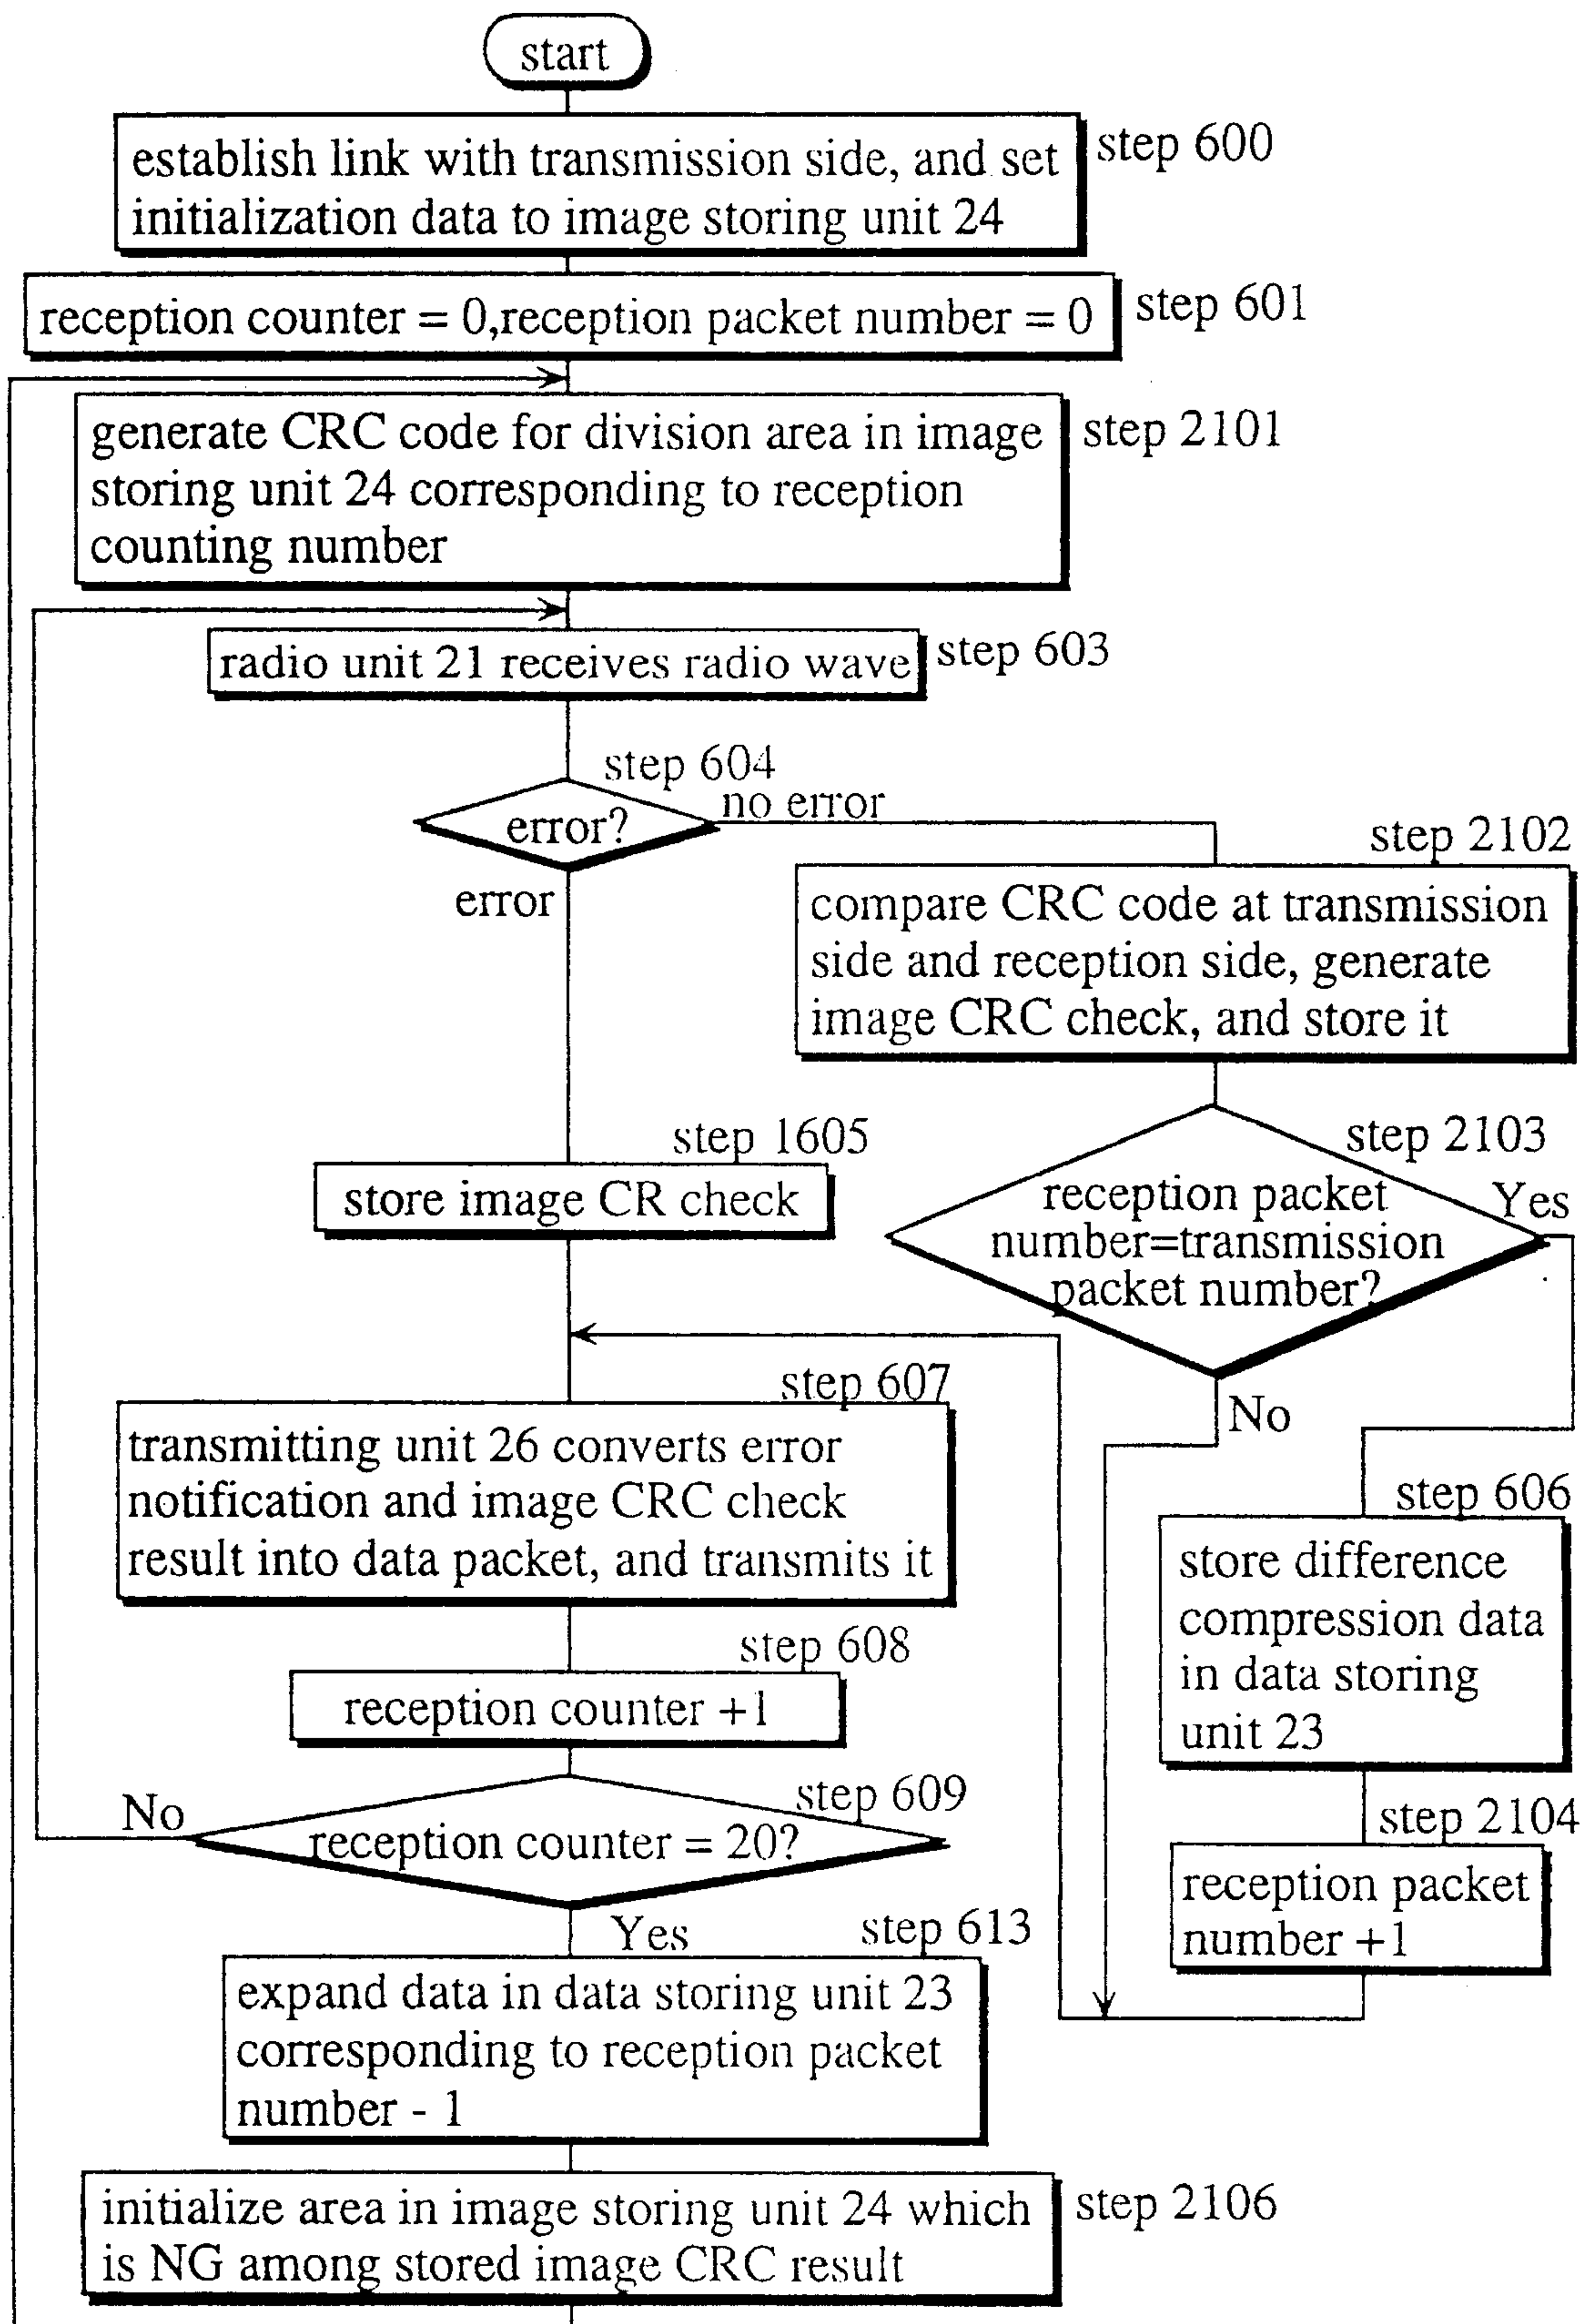 start
establish link with transmission side, and set
initialization data to image storing unit 24
step 600
reception counter = 0,reception packet number = 0
step 601
generate CRC code for division area in image
storing unit 24 corresponding to reception
counting number
step 2101
radio unit 21 receives radio wave
step 603
step 604
error?
no error
error
step 2102
compare CRC code at transmission
side and reception side, generate
image CRC check, and store it
step 1605
store image CR check
step 2103
reception packet
number=transmission
packet number?
Yes
No
step 607
transmitting unit 26 converts error
notification and image CRC check
result into data packet, and transmits it
step 606
store difference
compression data
in data storing
unit 23
step 608
reception counter +1
step 2104
reception packet
number +1
step 609
reception counter = 20?
No
Yes
step 613
expand data in data storing unit 23
corresponding to reception packet
number - 1
initialize area in image storing unit 24 which
is NG among stored image CRC result
step 2106